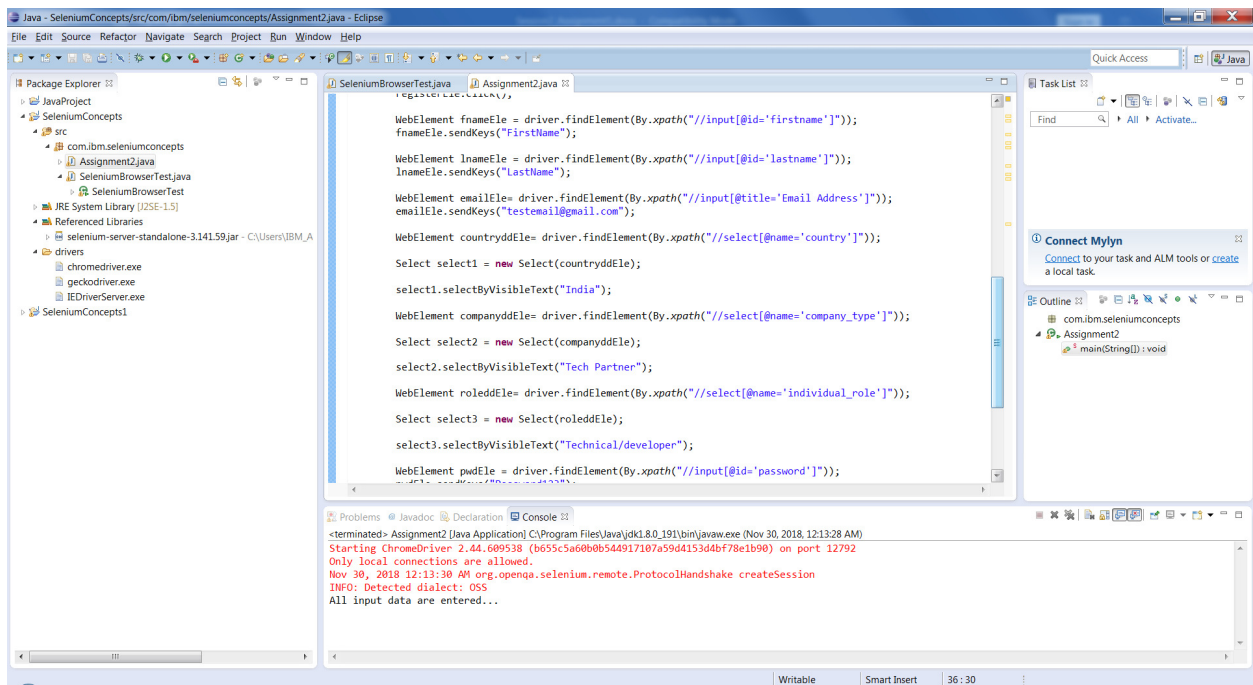 Java - SeleniumConcepts/src/com/ibm/seleniumconcepts/Assignment2.java - Eclipse
File Edit Source Refactor Navigate Search Project Run Window Help
Quick Access
Java
Package Explorer
JavaProject
SeleniumConcepts
src
com.ibm.seleniumconcepts
Assignment2.java
SeleniumBrowserTest.java
SeleniumBrowserTest
JRE System Library [J2SE-1.5]
Referenced Libraries
selenium-server-standalone-3.141.59.jar - C:\Users\IBM_A
drivers
chromedriver.exe
geckodriver.exe
IEDriverServer.exe
SeleniumConcepts1
SeleniumBrowserTest.java Assignment2.java
registerEle.click();
WebElement fnameEle = driver.findElement(By.xpath("//input[@id='firstname']"));
fnameEle.sendKeys("FirstName");
WebElement lnameEle = driver.findElement(By.xpath("//input[@id='lastname']"));
lnameEle.sendKeys("LastName");
WebElement emailEle= driver.findElement(By.xpath("//input[@title='Email Address']"));
emailEle.sendKeys("testemail@gmail.com");
WebElement countryddEle= driver.findElement(By.xpath("//select[@name='country']"));
Select select1 = new Select(countryddEle);
select1.selectByVisibleText("India");
WebElement companyddEle= driver.findElement(By.xpath("//select[@name='company_type']"));
Select select2 = new Select(companyddEle);
select2.selectByVisibleText("Tech Partner");
WebElement roleddEle= driver.findElement(By.xpath("//select[@name='individual_role']"));
Select select3 = new Select(roleddEle);
select3.selectByVisibleText("Technical/developer");
WebElement pwdEle = driver.findElement(By.xpath("//input[@id='password']"));
pwdEle.sendKeys("Password123");
Task List
Find All Activate...
Connect Mylyn
Connect to your task and ALM tools or create
a local task.
Outline
com.ibm.seleniumconcepts
Assignment2
main(String[]) : void
Problems @ Javadoc Declaration Console
<terminated> Assignment2 [Java Application] C:\Program Files\Java\jdk1.8.0_191\bin\javaw.exe (Nov 30, 2018, 12:13:28 AM)
Starting ChromeDriver 2.44.609538 (b655c5a60b0b544917107a59d4153d4bf78e1b90) on port 12792
Only local connections are allowed.
Nov 30, 2018 12:13:30 AM org.openqa.selenium.remote.ProtocolHandshake createSession
INFO: Detected dialect: OSS
All input data are entered...
Writable Smart Insert 36 : 30